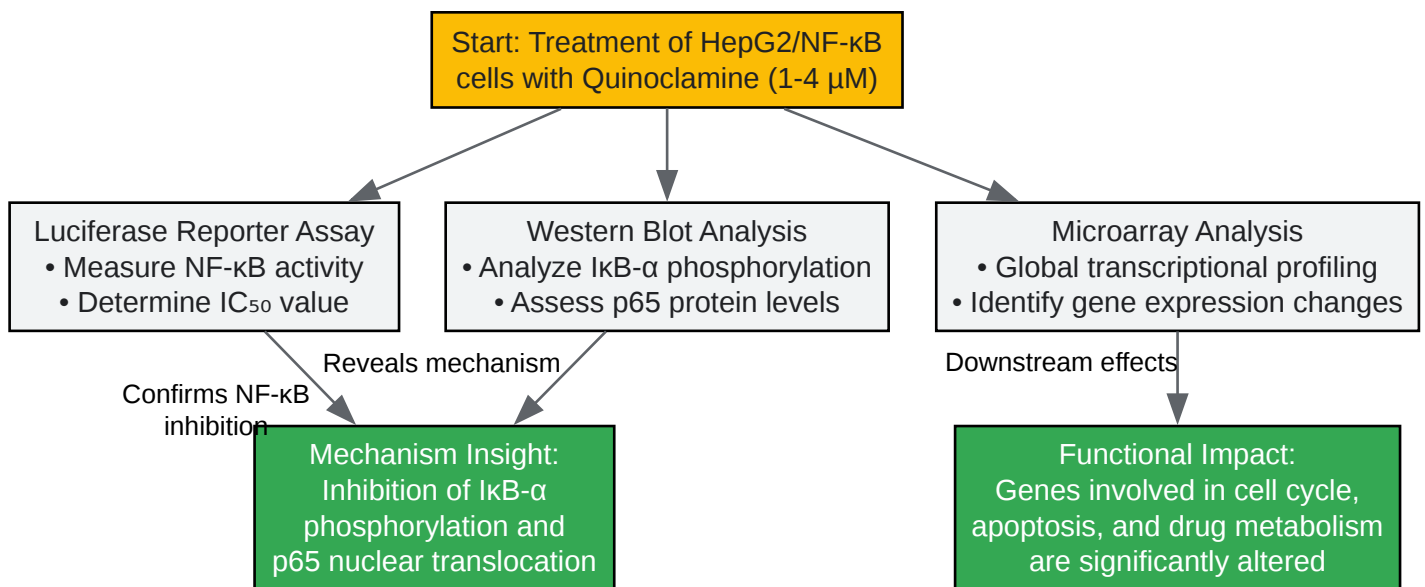 Start: Treatment of HepG2/NF-κB
cells with Quinoclamine (1-4 µM)
Luciferase Reporter Assay
• Measure NF-κB activity
• Determine IC₅₀ value
Western Blot Analysis
• Analyze IκB-α phosphorylation
• Assess p65 protein levels
Microarray Analysis
• Global transcriptional profiling
• Identify gene expression changes
Confirms NF-κB
inhibition
Reveals mechanism
Downstream effects
Mechanism Insight:
Inhibition of IκB-α
phosphorylation and
p65 nuclear translocation
Functional Impact:
Genes involved in cell cycle,
apoptosis, and drug metabolism
are significantly altered